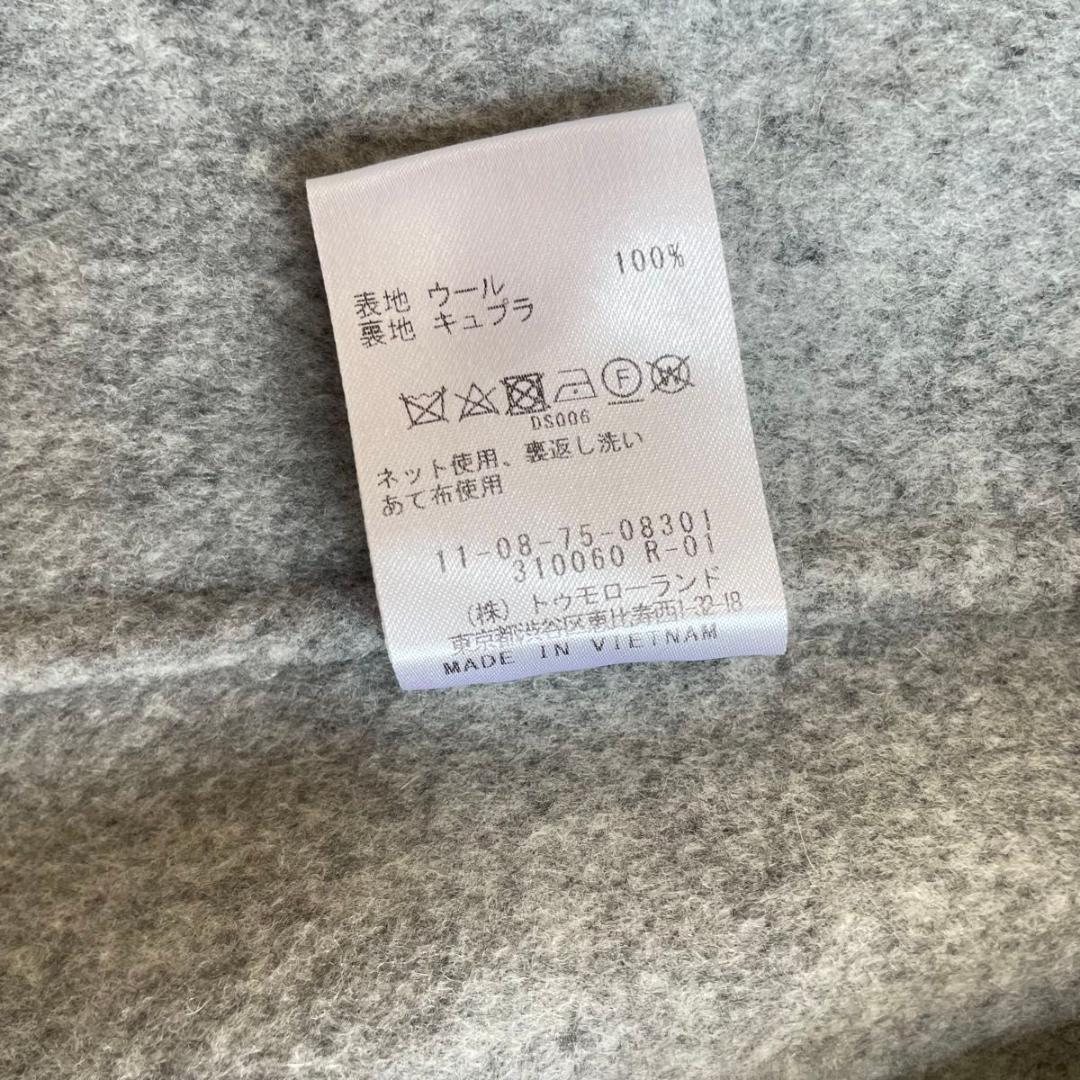 表地 ウール 100%
裏地 キュプラ
F W
DS006
ネット使用、裏返し洗い
あて布使用
11-08-75-08301
310060 R-01
(株) トゥモローランド
東京都渋谷区恵比寿西1-32-18
MADE IN VIETNAM